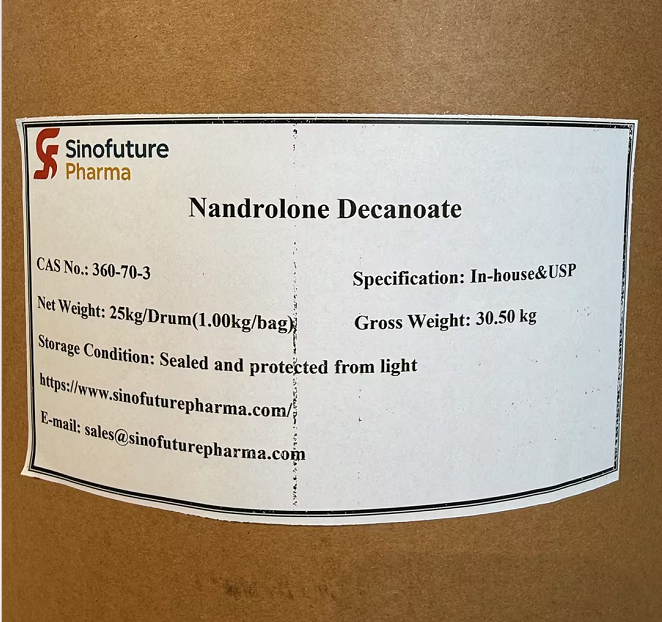 Sinofuture
Pharma
Nandrolone Decanoate
CAS No.: 360-70-3
Specification: In-house&USP
Net Weight: 25kg/Drum(1.00kg/bag)
Gross Weight: 30.50 kg
Storage Condition: Sealed and protected from light
https://www.sinofuturepharma.com/
E-mail: sales@sinofuturepharma.com